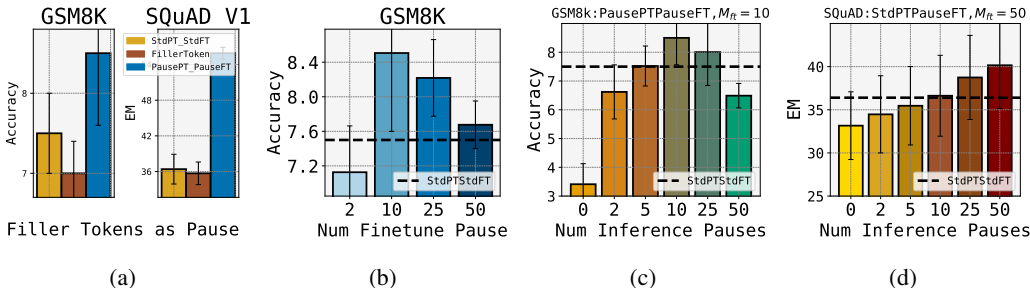 GSM8K
SQuAD V1
StdPT_StdFT
FillerToken
PausePT_PauseFT
Accuracy
8
7
EM
48
42
36
Filler Tokens as Pause
(a)
GSM8K
Accuracy
8.4
8.0
7.6
7.2
StdPTStdFT
2 10 25 50
Num Finetune Pause
(b)
GSM8k:PausePTPauseFT, M_ft = 10
Accuracy
8
7
6
5
4
3
StdPTStdFT
0 2 5 10 25 50
Num Inference Pauses
(c)
SQuAD:StdPTPauseFT, M_ft = 50
EM
40
35
30
25
StdPTStdFT
0 2 5 10 25 50
Num Inference Pauses
(d)